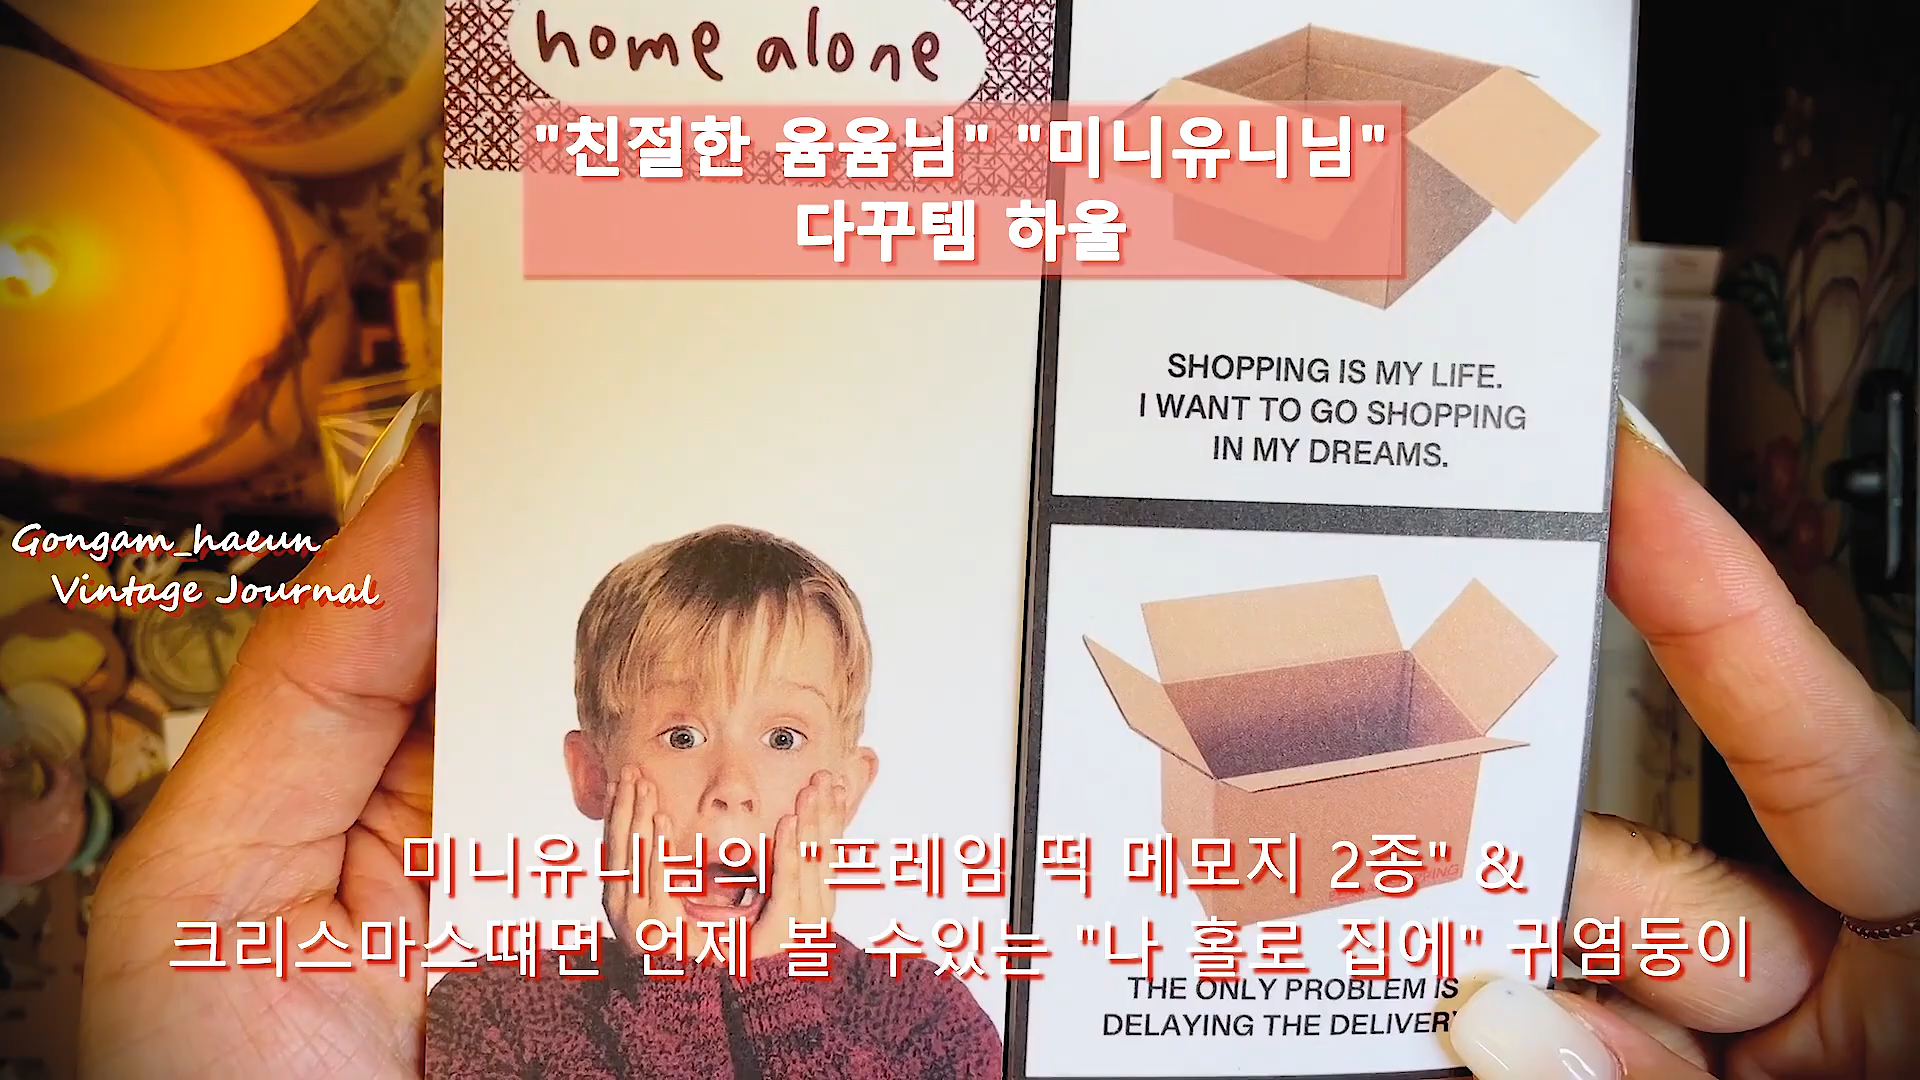 home alone
"친절한 윰윰님" "미니유니님"
다꾸템 하울
SHOPPING IS MY LIFE.
I WANT TO GO SHOPPING
IN MY DREAMS.
Gongam_haeun
Vintage Journal
미니유니님의 "프레임 떡 메모지 2종" &
크리스마스떄면 언제 볼 수있는 "나 홀로 집에" 귀염둥이
THE ONLY PROBLEM IS
DELAYING THE DELIVERY